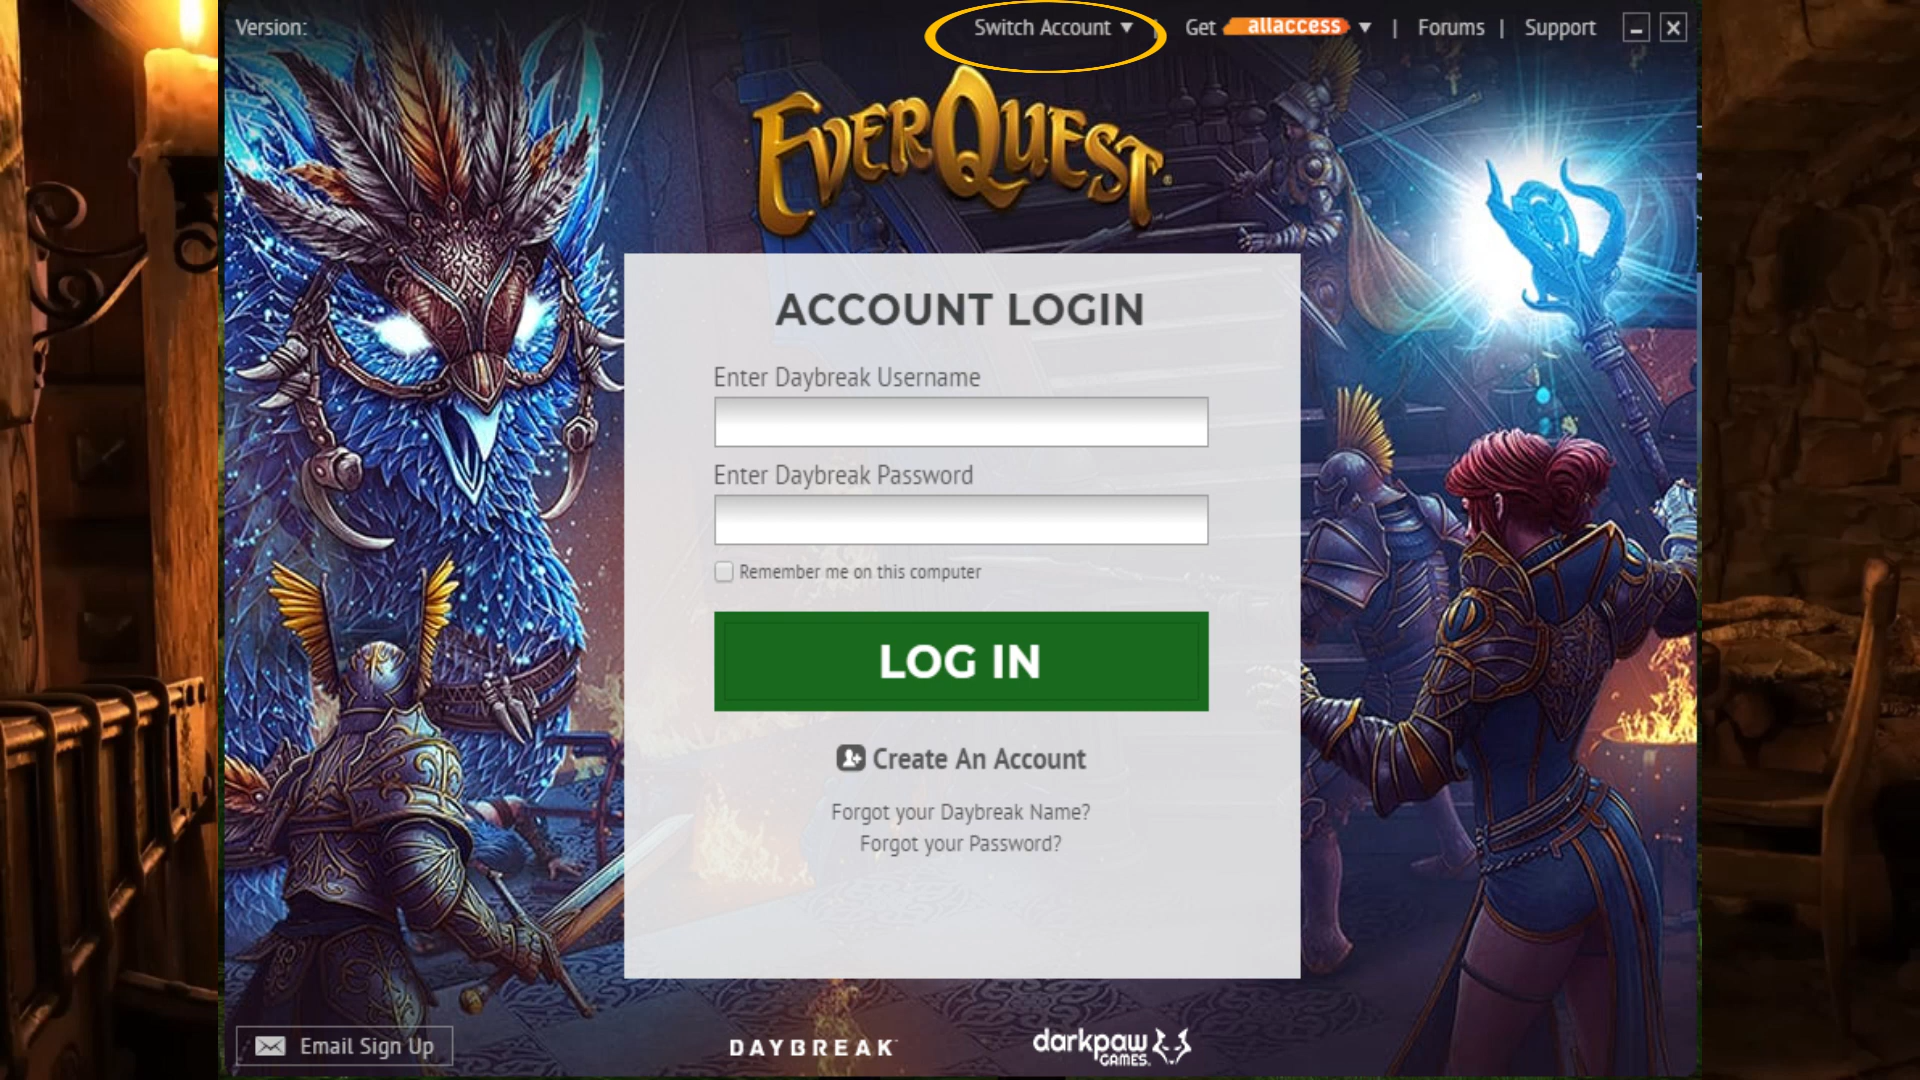 Version:
Switch Account ▼ | Get allaccess ▼ | Forums | Support
EVERQUEST®
ACCOUNT LOGIN
Enter Daybreak Username
Enter Daybreak Password
Remember me on this computer
LOG IN
Create An Account
Forgot your Daybreak Name?
Forgot your Password?
Email Sign Up
DAYBREAK
darkpaw
GAMES